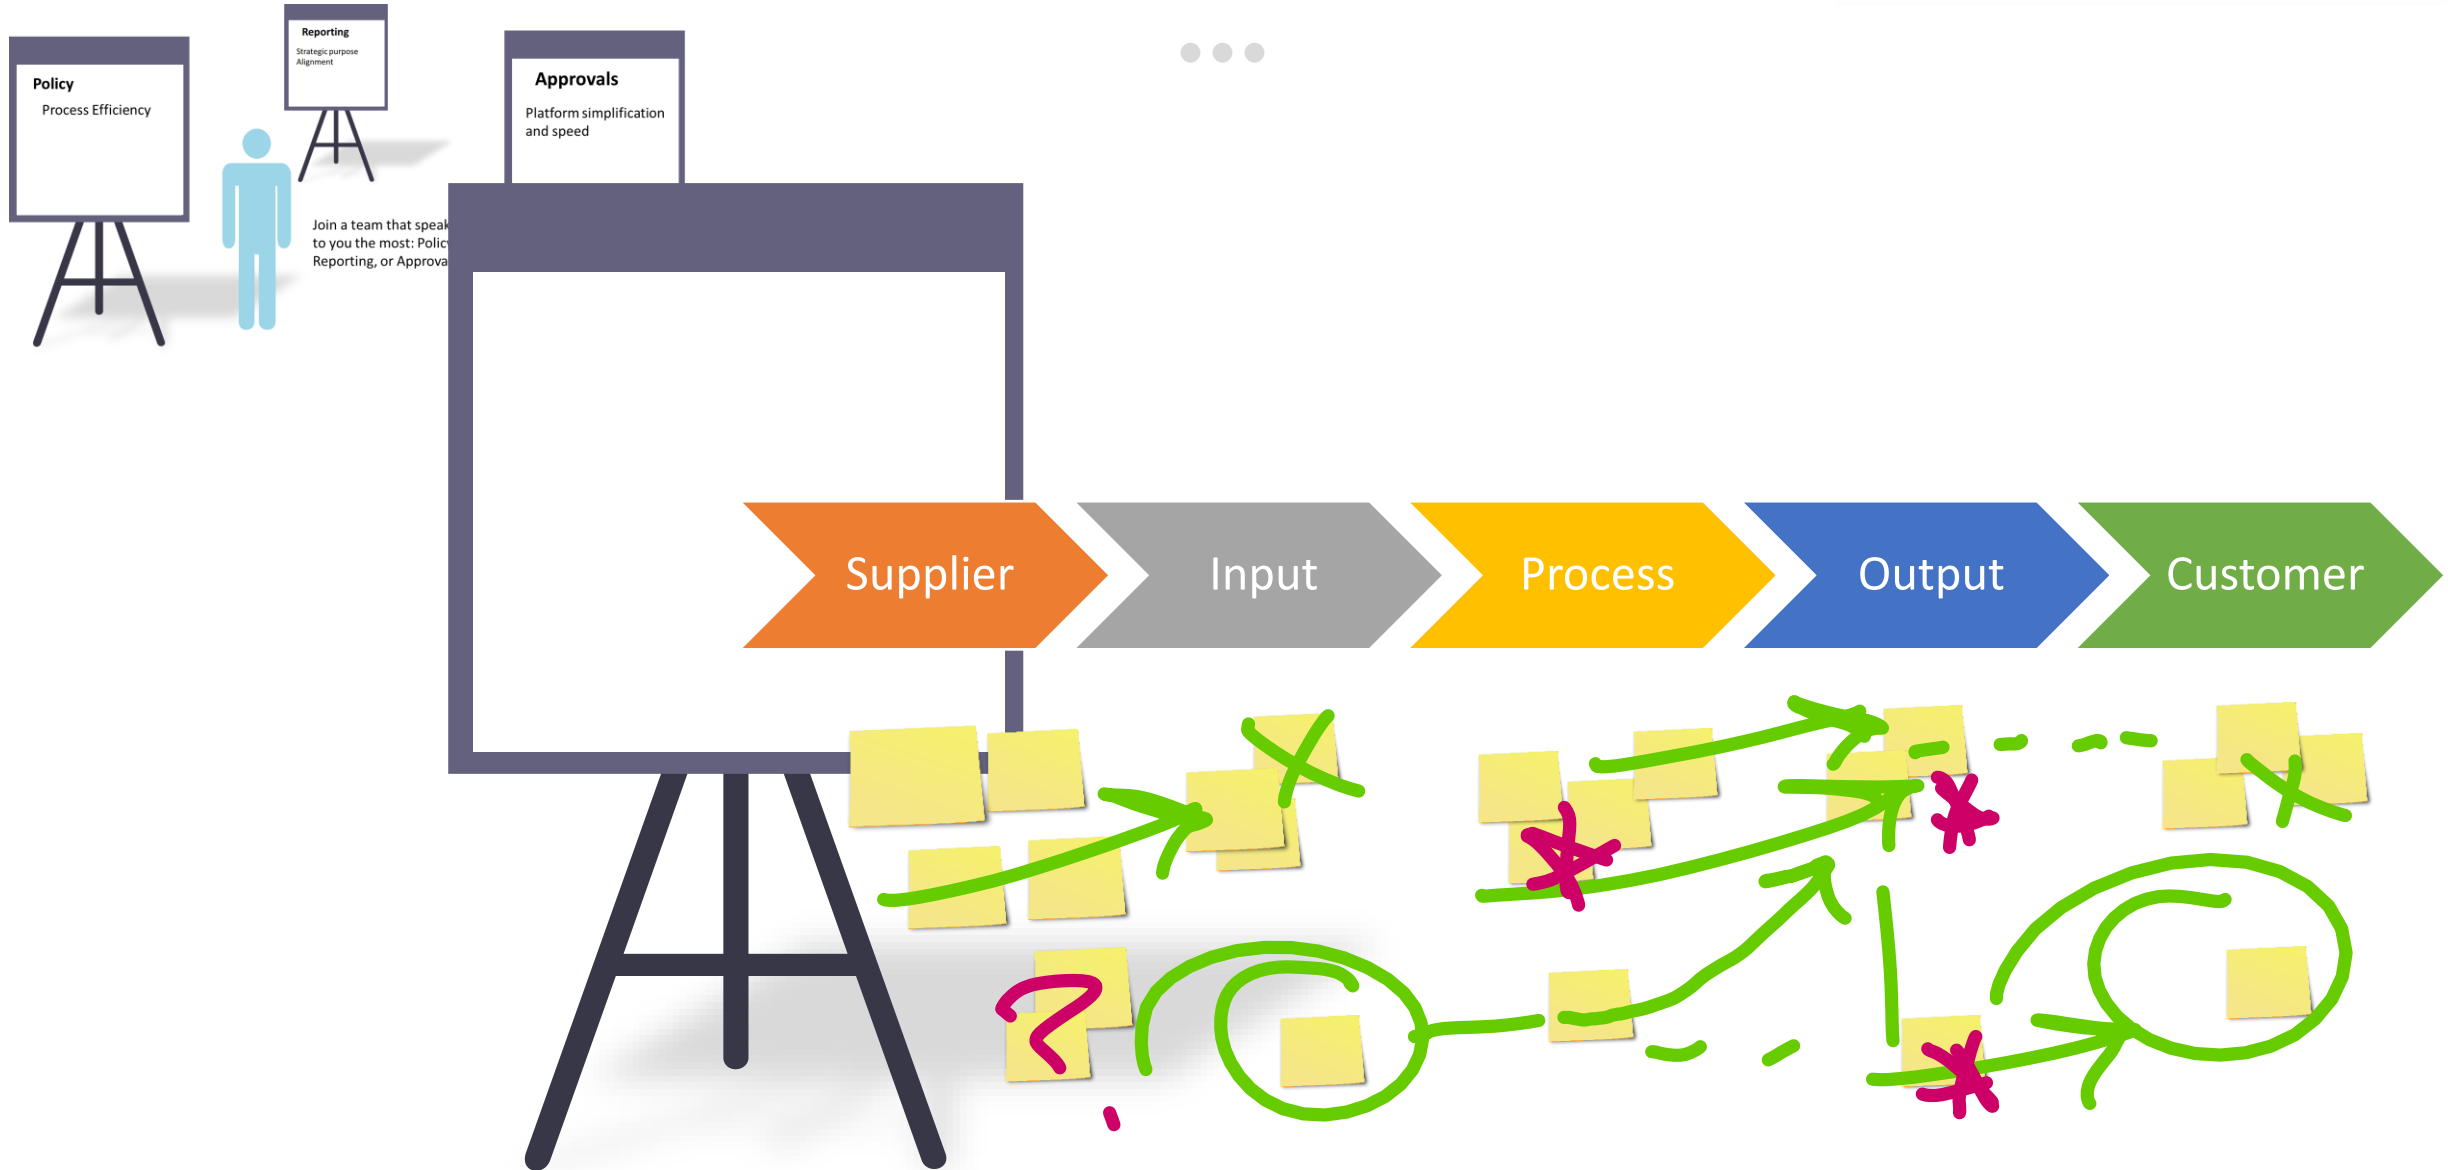 Reporting
Strategic purpose
Alignment
Policy
Process Efficiency
Approvals
Platform simplification
and speed
Join a team that speak
to you the most: Polic
Reporting, or Approva
Supplier
Input
Process
Output
Customer
?